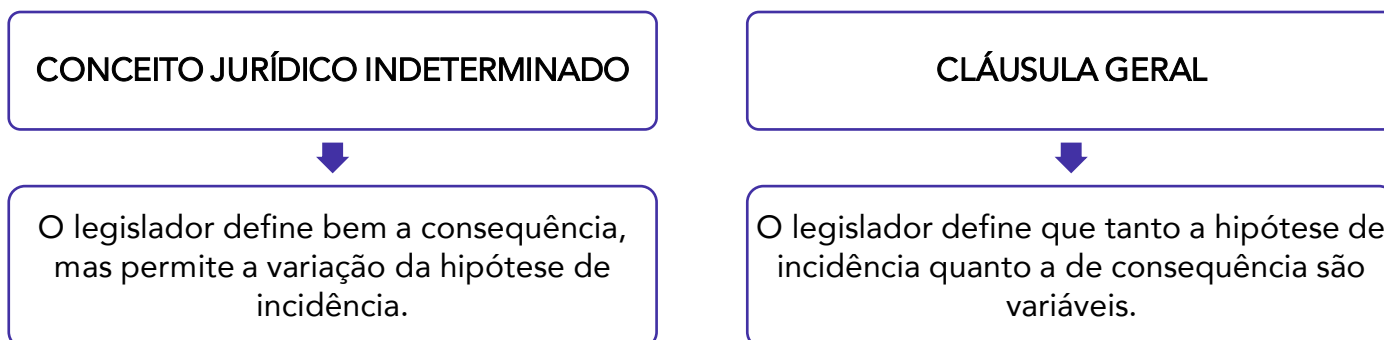 CONCEITO JURÍDICO INDETERMINADO
O legislador define bem a consequência,
mas permite a variação da hipótese de
incidência.
CLÁUSULA GERAL
O legislador define que tanto a hipótese de
incidência quanto a de consequência são
variáveis.